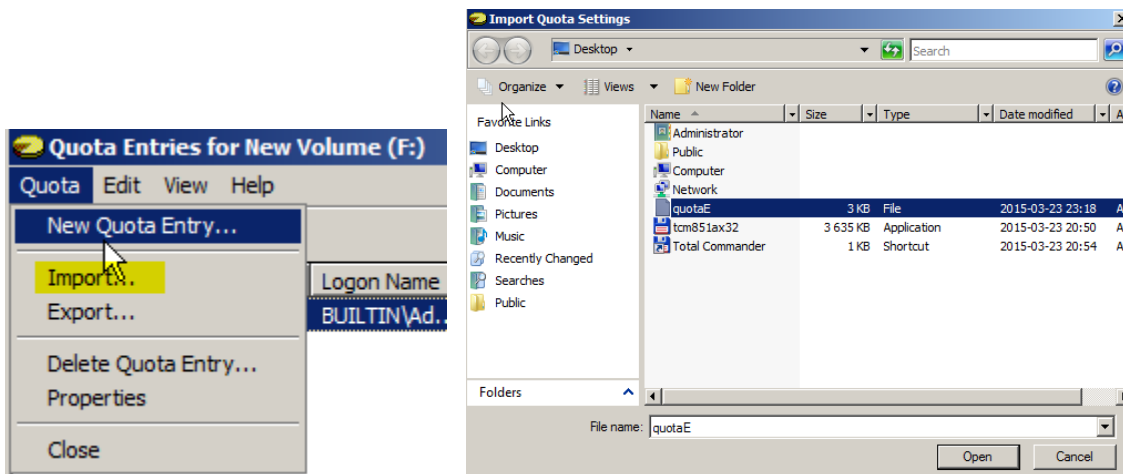 Quota Entries for New Volume (F:)
Quota Edit View Help
New Quota Entry...
Import...
Export...
Delete Quota Entry...
Properties
Close
Logon Name
BUILTIN\Ad...
Import Quota Settings
Desktop
Search
Organize Views New Folder
Favorite Links
Desktop
Computer
Documents
Pictures
Music
Recently Changed
Searches
Public
Folders
Name Size Type Date modified A
Administrator
Public
Computer
Network
quotaE 3 KB File 2015-03-23 23:18 A
tcm851ax32 3 635 KB Application 2015-03-23 20:50 A
Total Commander 1 KB Shortcut 2015-03-23 20:54 A
File name: quotaE
Open Cancel